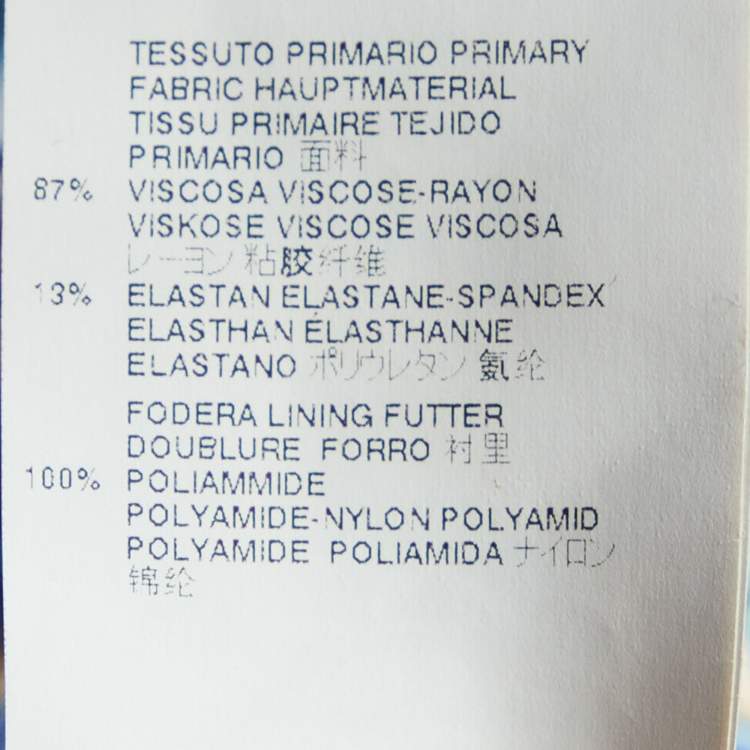 TESSUTO PRIMARIO PRIMARY
FABRIC HAUPTMATERIAL
TISSU PRIMAIRE TEJIDO
PRIMARIO 面料
87% VISCOSA VISCOSE-RAYON
VISKOSE VISCOSE VISCOSA
レーヨン 粘胶纤维
13% ELASTAN ELASTANE-SPANDEX
ELASTHAN ÉLASTHANNE
ELASTANO ポリウレタン 氨纶
FODERA LINING FUTTER
DOUBLURE FORRO 衬里
100% POLIAMMIDE
POLYAMIDE-NYLON POLYAMID
POLYAMIDE POLIAMIDA ナイロン
锦纶